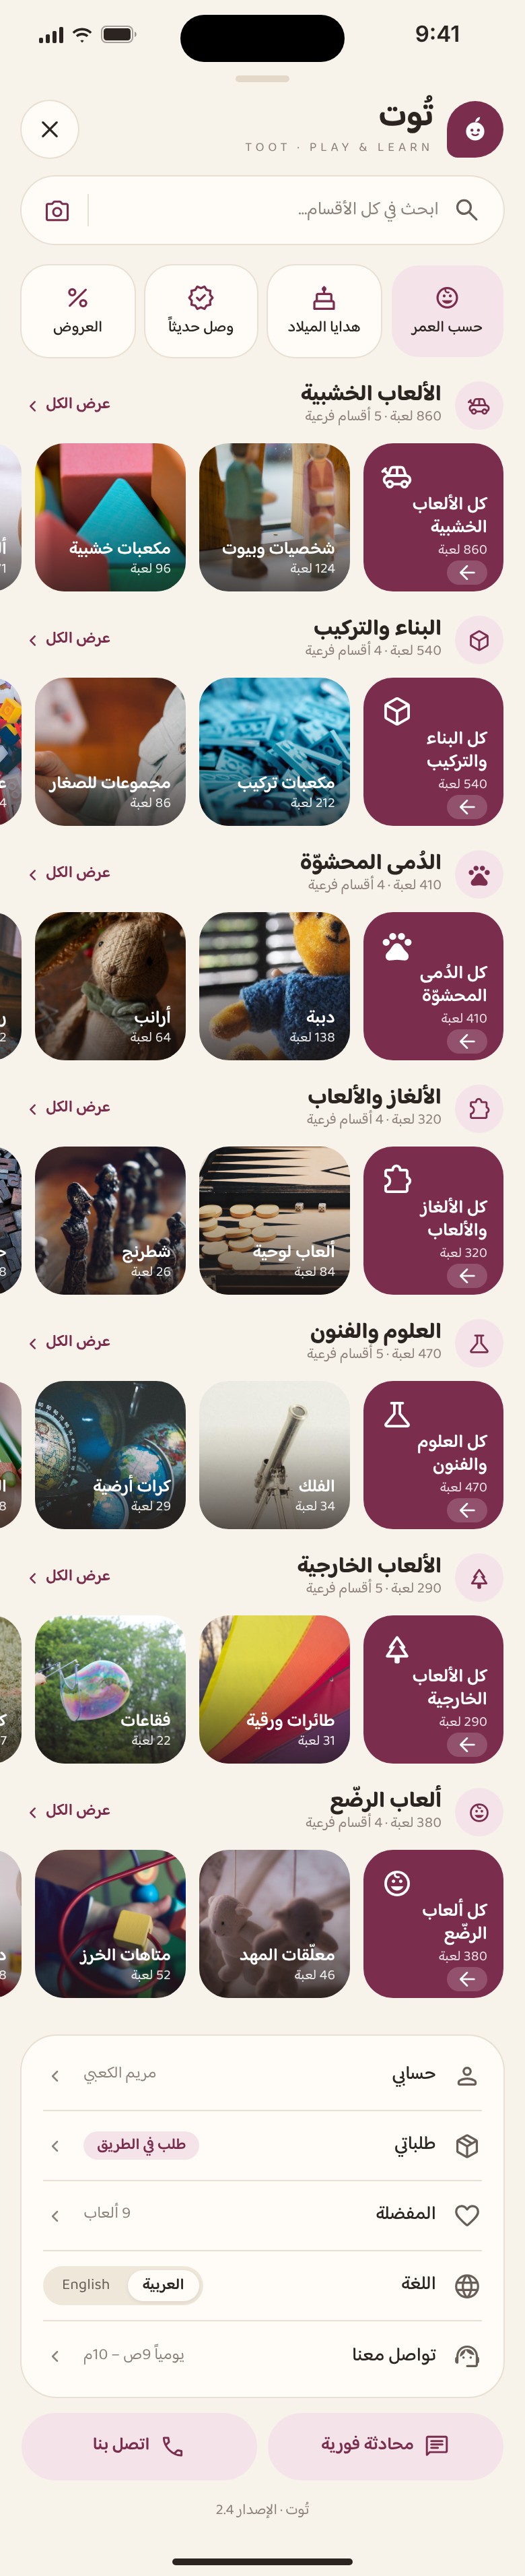 9:41
تُوت
TOOT · PLAY & LEARN
ابحث في كل الأقسام...
حسب العمر
هدايا الميلاد
وصل حديثاً
العروض
الألعاب الخشبية
860 لعبة · 5 أقسام فرعية
عرض الكل
كل الألعاب
الخشبية
860 لعبة
شخصيات وبيوت
124 لعبة
مكعبات خشبية
96 لعبة
البناء والتركيب
540 لعبة · 4 أقسام فرعية
عرض الكل
كل البناء
والتركيب
540 لعبة
مكعبات تركيب
212 لعبة
مجموعات للصغار
86 لعبة
الدُمى المحشوّة
410 لعبة · 4 أقسام فرعية
عرض الكل
كل الدُمى
المحشوّة
410 لعبة
دببة
138 لعبة
أرانب
64 لعبة
الألغاز والألعاب
320 لعبة · 4 أقسام فرعية
عرض الكل
كل الألغاز
والألعاب
320 لعبة
ألعاب لوحية
84 لعبة
شطرنج
26 لعبة
العلوم والفنون
470 لعبة · 5 أقسام فرعية
عرض الكل
كل العلوم
والفنون
470 لعبة
الفلك
34 لعبة
كرات أرضية
29 لعبة
الألعاب الخارجية
290 لعبة · 5 أقسام فرعية
عرض الكل
كل الألعاب
الخارجية
290 لعبة
طائرات ورقية
31 لعبة
فقاعات
22 لعبة
ألعاب الرضّع
380 لعبة · 4 أقسام فرعية
عرض الكل
كل ألعاب
الرضّع
380 لعبة
معلّقات المهد
46 لعبة
متاهات الخرز
52 لعبة
حسابي
مريم الكعبي
طلباتي
طلب في الطريق
المفضلة
9 ألعاب
اللغة
العربية
English
تواصل معنا
يومياً 9ص – 10م
محادثة فورية
اتصل بنا
تُوت · الإصدار 2.4